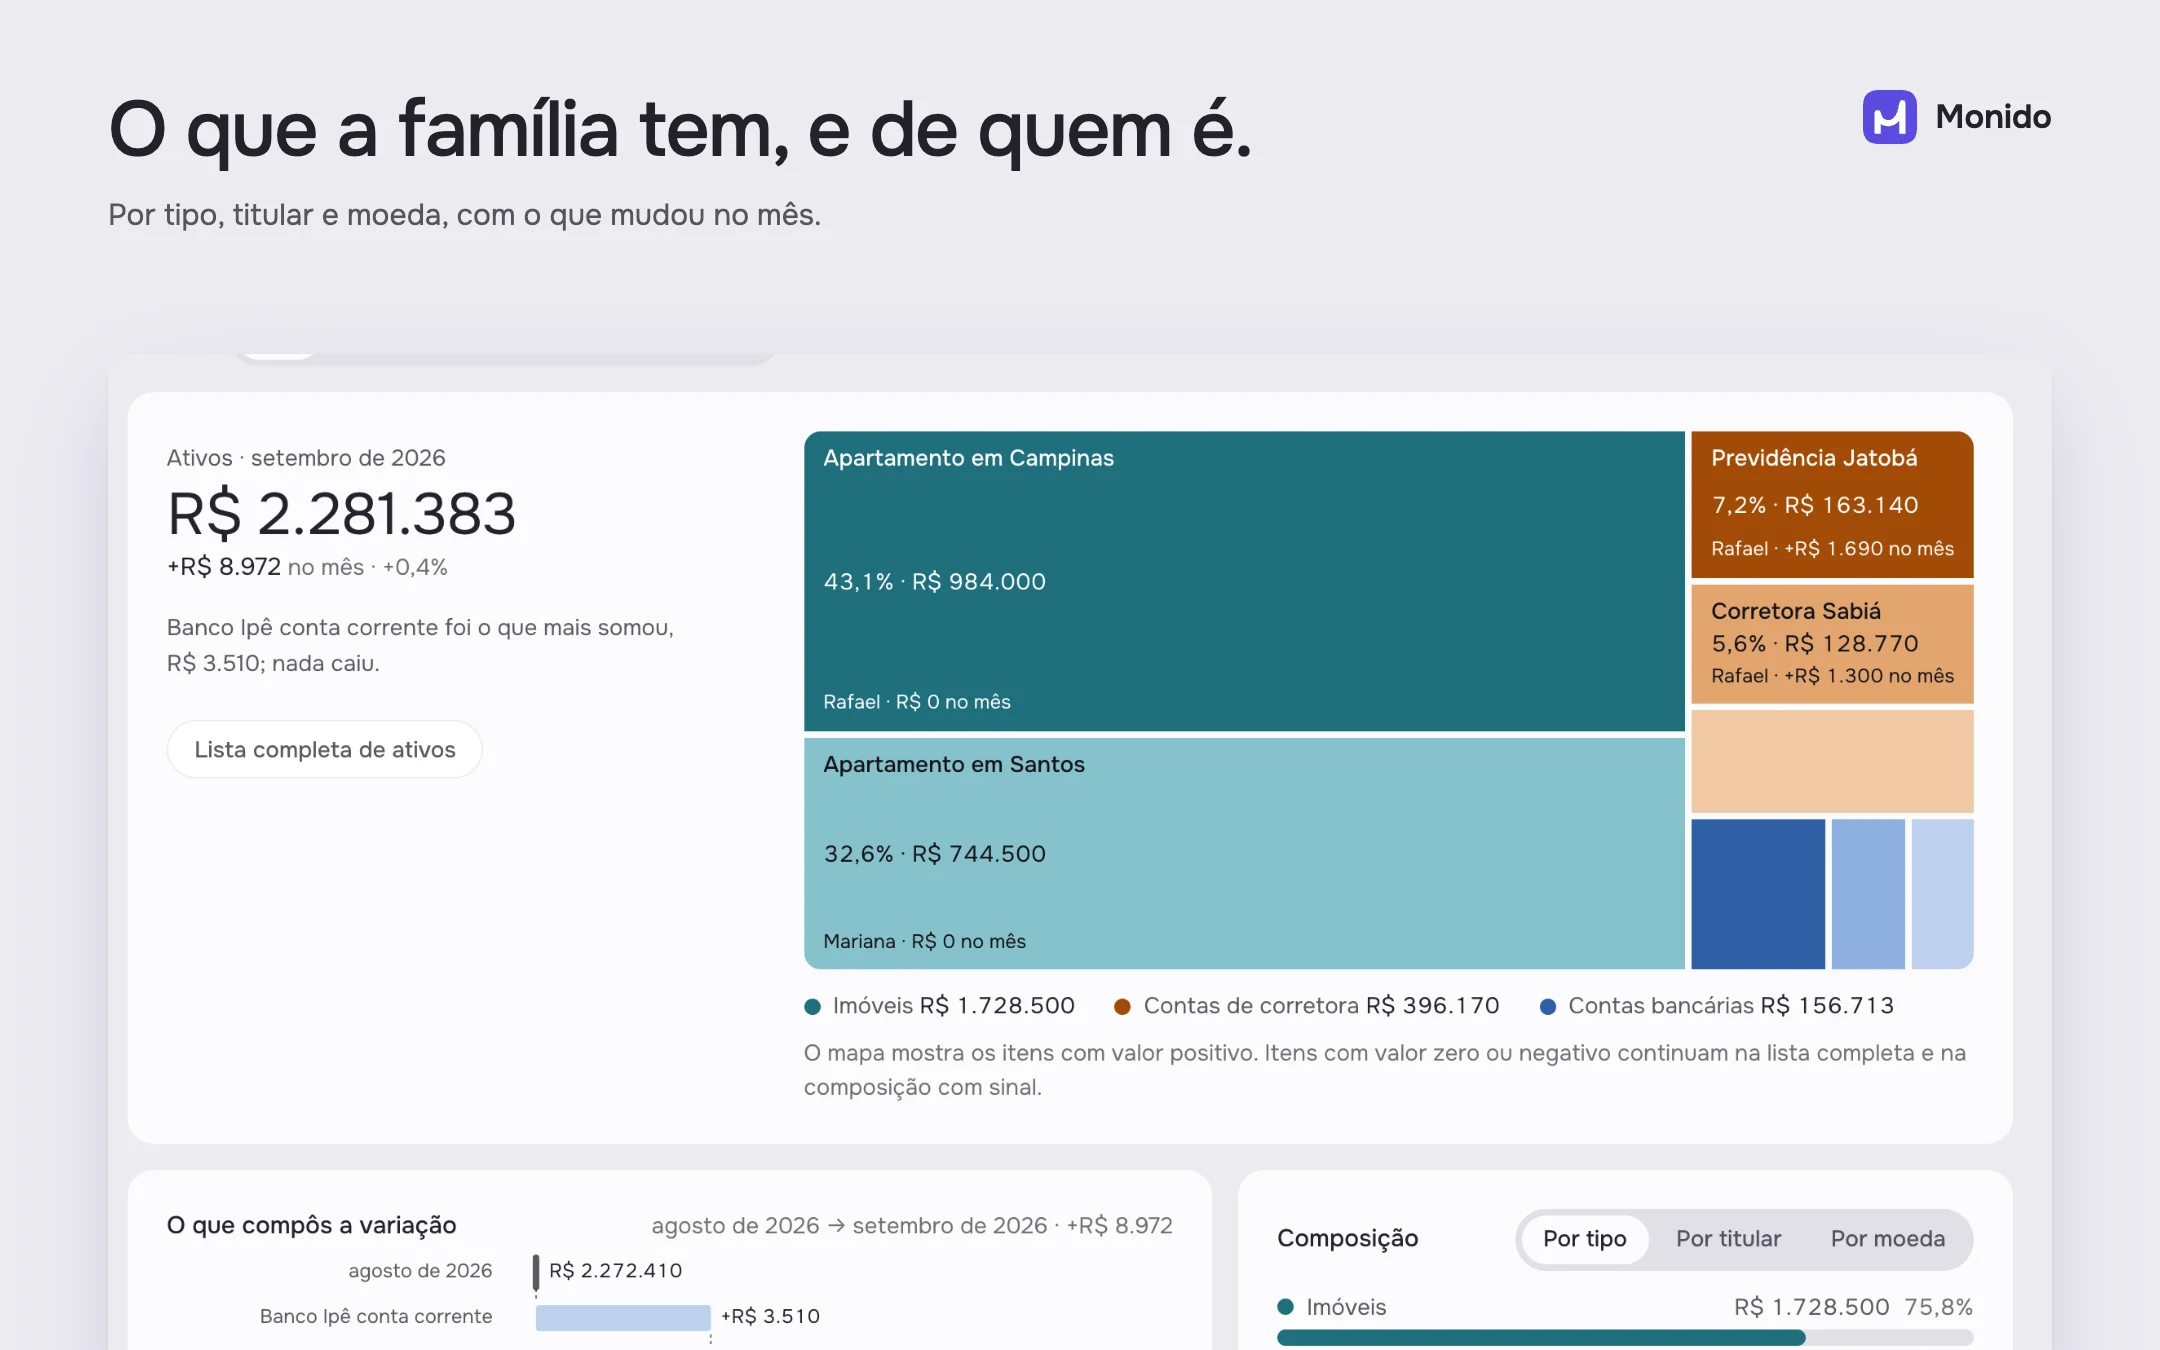 O que a família tem, e de quem é.
Monido
Por tipo, titular e moeda, com o que mudou no mês.
Ativos · setembro de 2026
R$ 2.281.383
+R$ 8.972 no mês · +0,4%
Banco Ipê conta corrente foi o que mais somou,
R$ 3.510; nada caiu.
Lista completa de ativos
Apartamento em Campinas
43,1% · R$ 984.000
Rafael · R$ 0 no mês
Apartamento em Santos
32,6% · R$ 744.500
Mariana · R$ 0 no mês
Previdência Jatobá
7,2% · R$ 163.140
Rafael · +R$ 1.690 no mês
Corretora Sabiá
5,6% · R$ 128.770
Rafael · +R$ 1.300 no mês
Imóveis R$ 1.728.500
Contas de corretora R$ 396.170
Contas bancárias R$ 156.713
O mapa mostra os itens com valor positivo. Itens com valor zero ou negativo continuam na lista completa e na
composição com sinal.
O que compôs a variação
agosto de 2026 → setembro de 2026 · +R$ 8.972
agosto de 2026
R$ 2.272.410
Banco Ipê conta corrente
+R$ 3.510
Composição
Por tipo
Por titular
Por moeda
Imóveis
R$ 1.728.500 75,8%